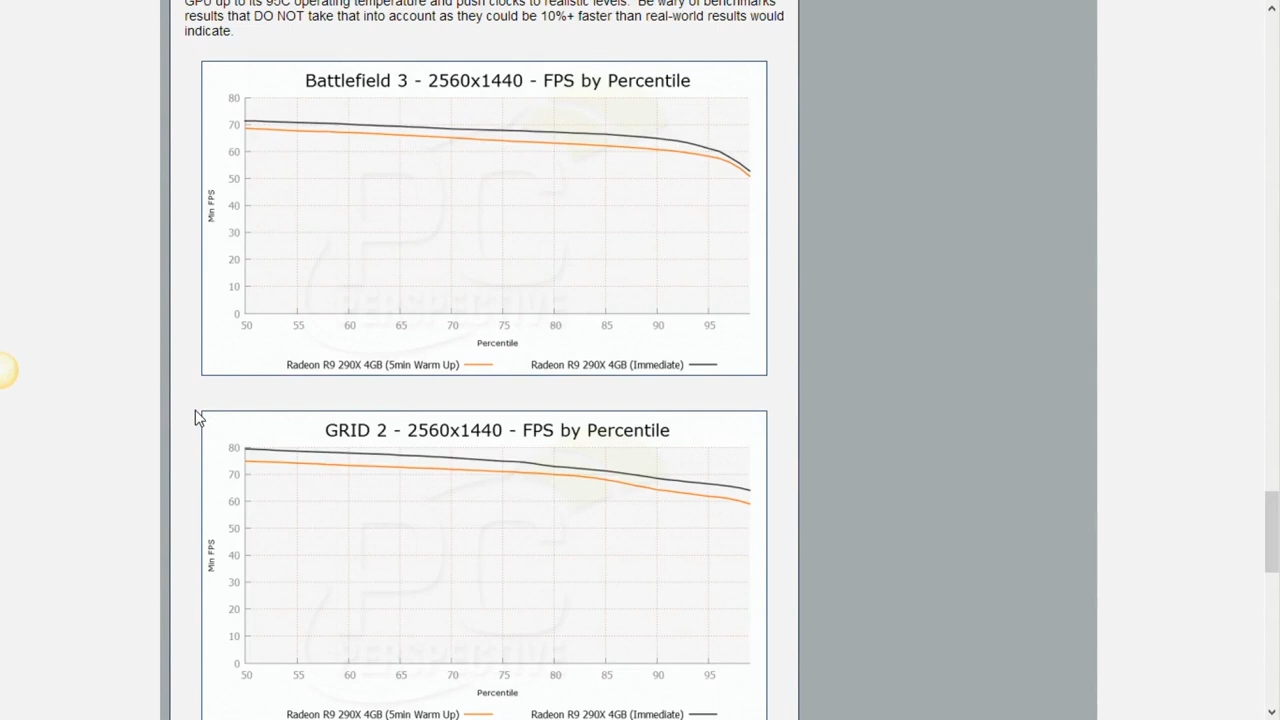 GPU up to its 95C operating temperature and push clocks to realistic levels. Be wary of benchmarks
results that DO NOT take that into account as they could be 10%+ faster than real-world results would
indicate.
Battlefield 3 - 2560x1440 - FPS by Percentile
80
70
60
50
40
30
20
10
0
Min FPS
50 55 60 65 70 75 80 85 90 95
Percentile
Radeon R9 290X 4GB (5min Warm Up) Radeon R9 290X 4GB (Immediate)
PC
PERSPECTIVE
GRID 2 - 2560x1440 - FPS by Percentile
80
70
60
50
40
30
20
10
0
Min FPS
50 55 60 65 70 75 80 85 90 95
Percentile
Radeon R9 290X 4GB (5min Warm Up) Radeon R9 290X 4GB (Immediate)
PC
PERSPECTIVE